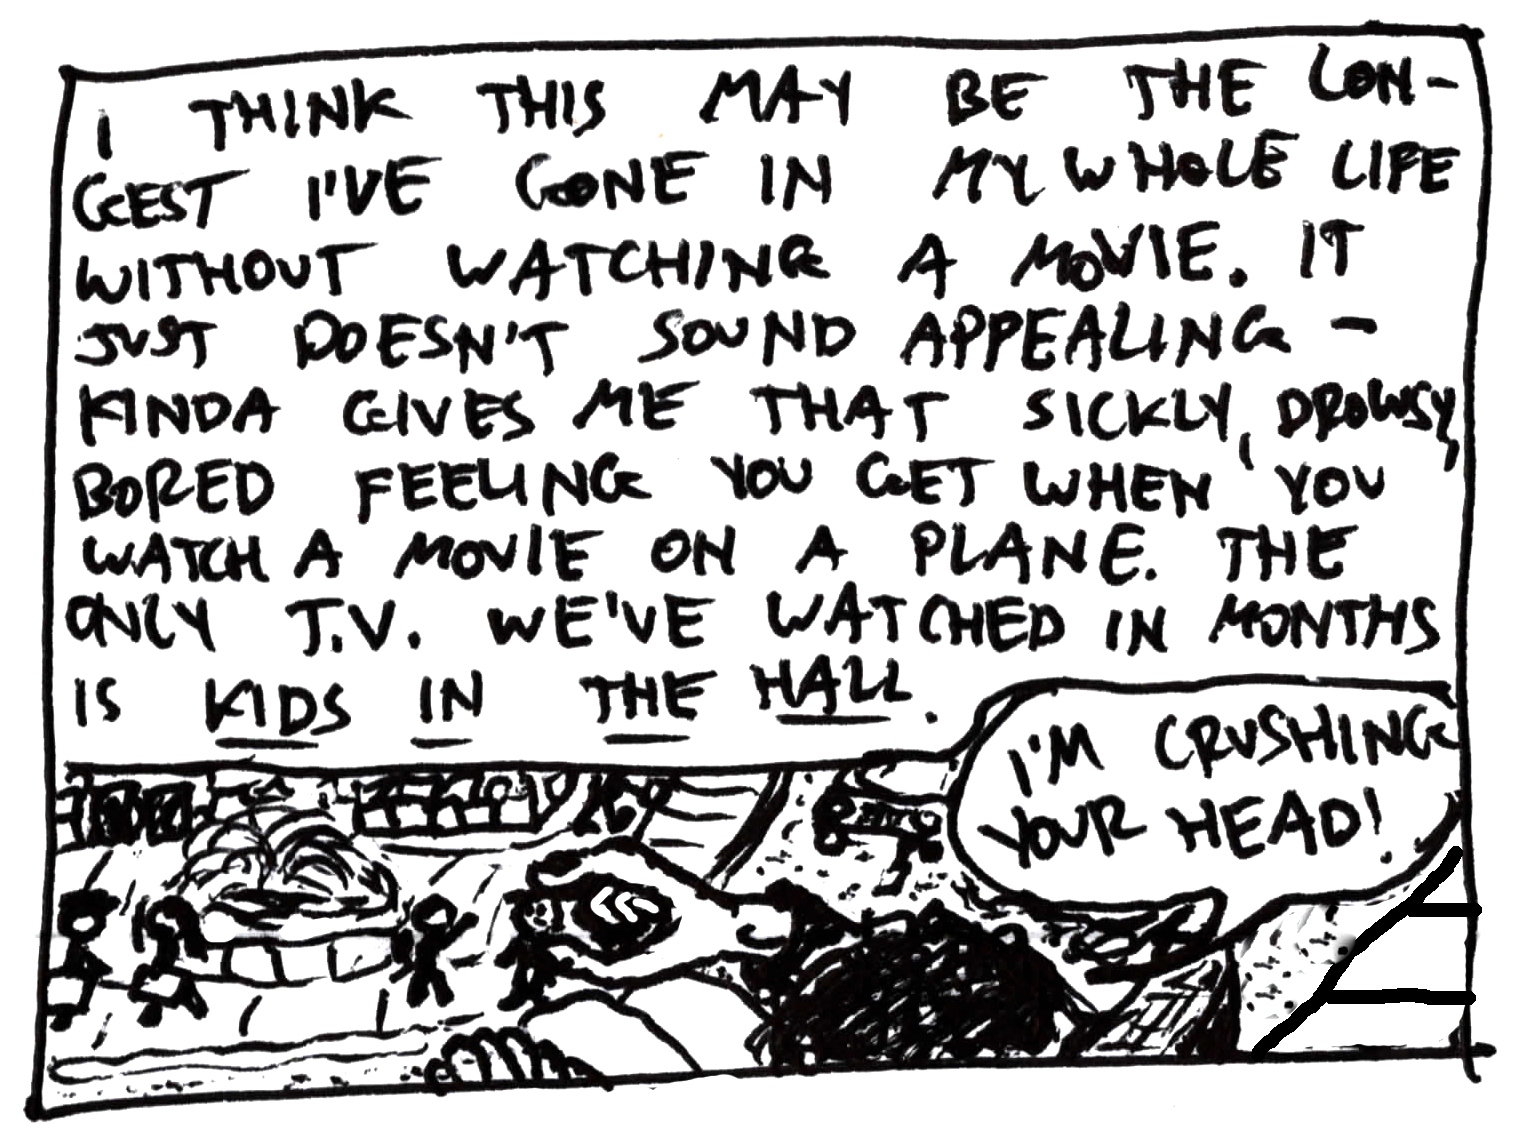 I THINK THIS MAY BE THE LON-
GEST I'VE GONE IN MY WHOLE LIFE
WITHOUT WATCHING A MOVIE. IT
JUST DOESN'T SOUND APPEALING -
KINDA GIVES ME THAT SICKLY, DROWSY,
BORED FEELING YOU GET WHEN YOU
WATCH A MOVIE ON A PLANE. THE
ONLY T.V. WE'VE WATCHED IN MONTHS
IS KIDS IN THE HALL.
I'M CRUSHING
YOUR HEAD!